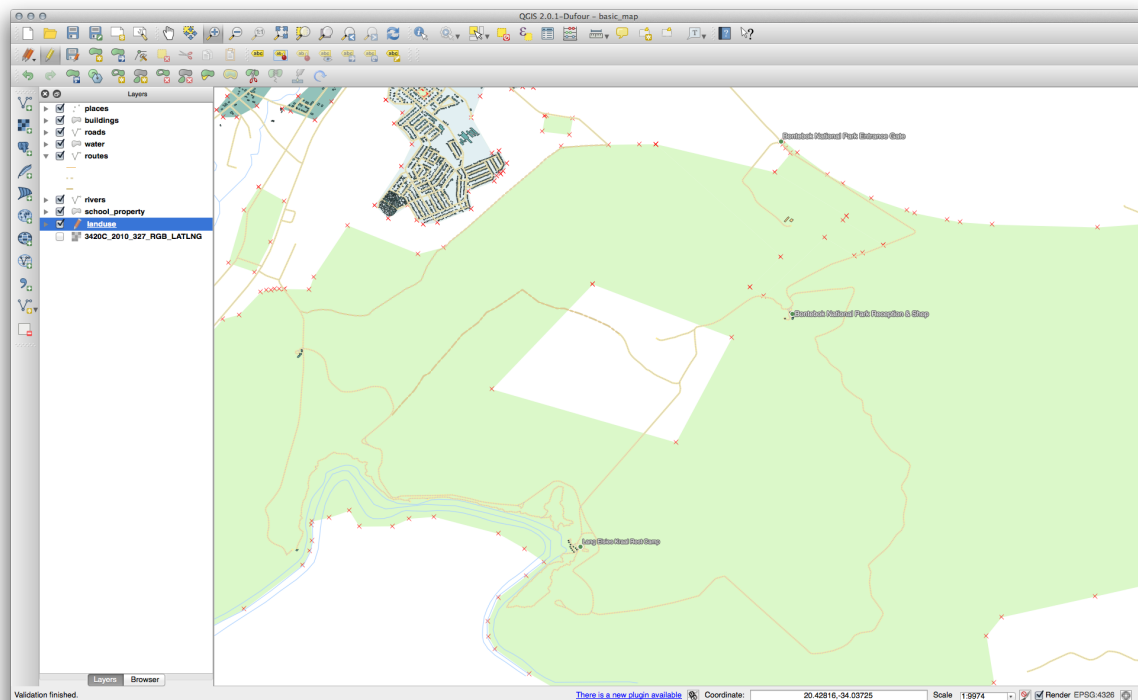 QGIS 2.0.1-Dufour - basic_map
Layers
places
buildings
roads
water
routes
rivers
school_property
landuse
3420C_2010_327_RGB_LATLNG
Bontebok National Park Entrance Gate
Bontebok National Park Reception & Shop
Lang Elsies Kraal Rest Camp
Layers
Browser
Validation finished.
There is a new plugin available
Coordinate:
20.42816,-34.03725
Scale
1:9974
Render
EPSG:4326